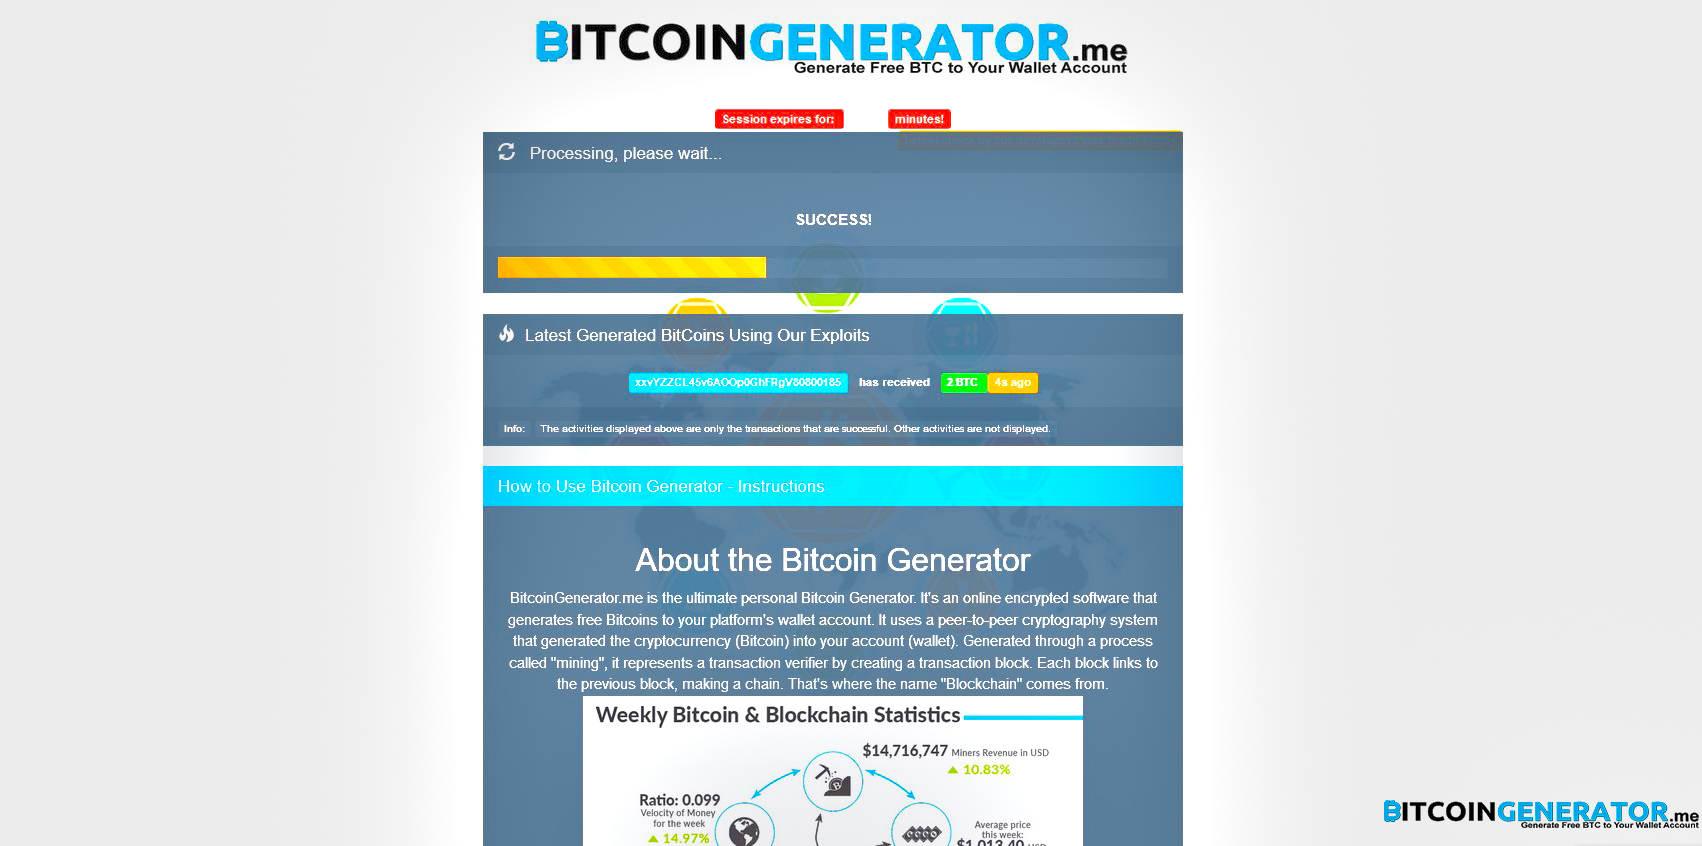 BITCOINGENERATOR.me
Generate Free BTC to Your Wallet Account
Session expires for: minutes!
Processing, please wait...
SUCCESS!
Latest Generated BitCoins Using Our Exploits
has received 2 BTC 4s ago
Info: The activities displayed above are only the transactions that are successful. Other activities are not displayed.
How to Use Bitcoin Generator - Instructions
About the Bitcoin Generator
BitcoinGenerator.me is the ultimate personal Bitcoin Generator. It's an online encrypted software that
generates free Bitcoins to your platform's wallet account. It uses a peer-to-peer cryptography system
that generated the cryptocurrency (Bitcoin) into your account (wallet). Generated through a process
called "mining", it represents a transaction verifier by creating a transaction block. Each block links to
the previous block, making a chain. That's where the name "Blockchain" comes from.
Weekly Bitcoin & Blockchain Statistics
$14,716,747 Miners Revenue in USD
10.83%
Ratio: 0.099
Velocity of Money
for the week
14.97%
Average price
this week:
$1,013.40 USD
BITCOINGENERATOR.me
Generate Free BTC to Your Wallet Account